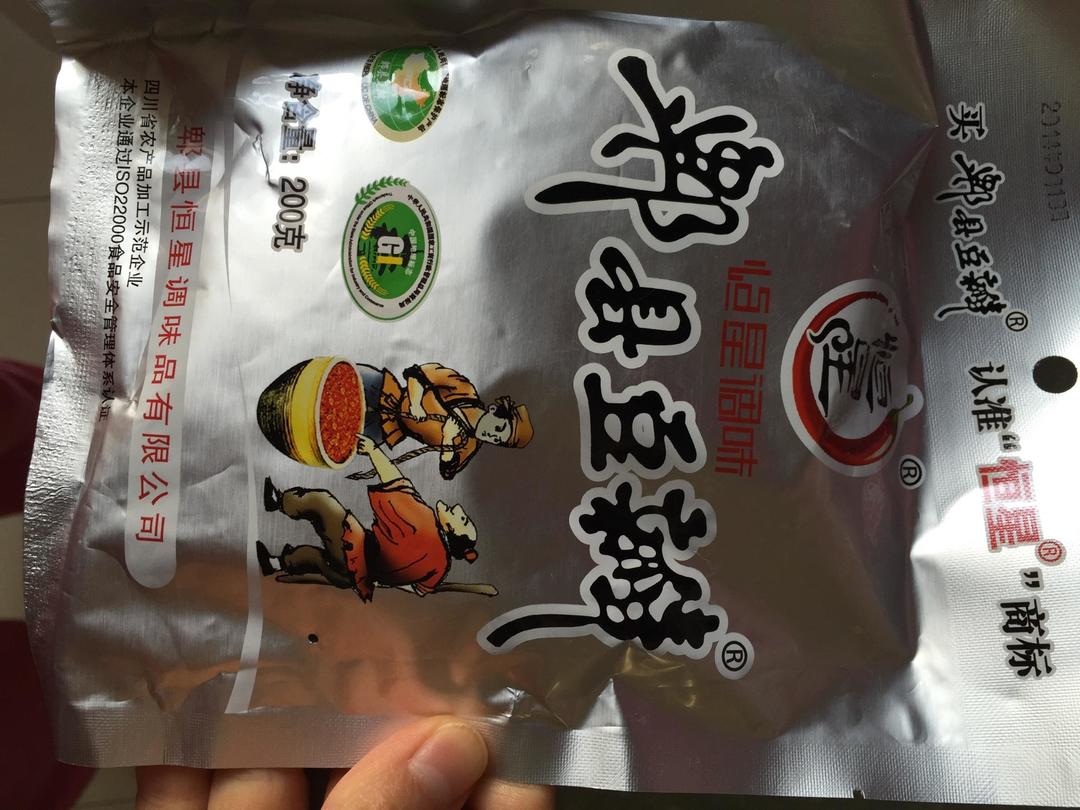 买郫县豆瓣® 认准“恒星®”商标
恒星
®
恒星调味
郫县豆瓣®
GI
净含量: 200克
郫县恒星调味品有限公司
四川省农产品加工示范企业
本企业通过ISO22000食品安全管理体系认证